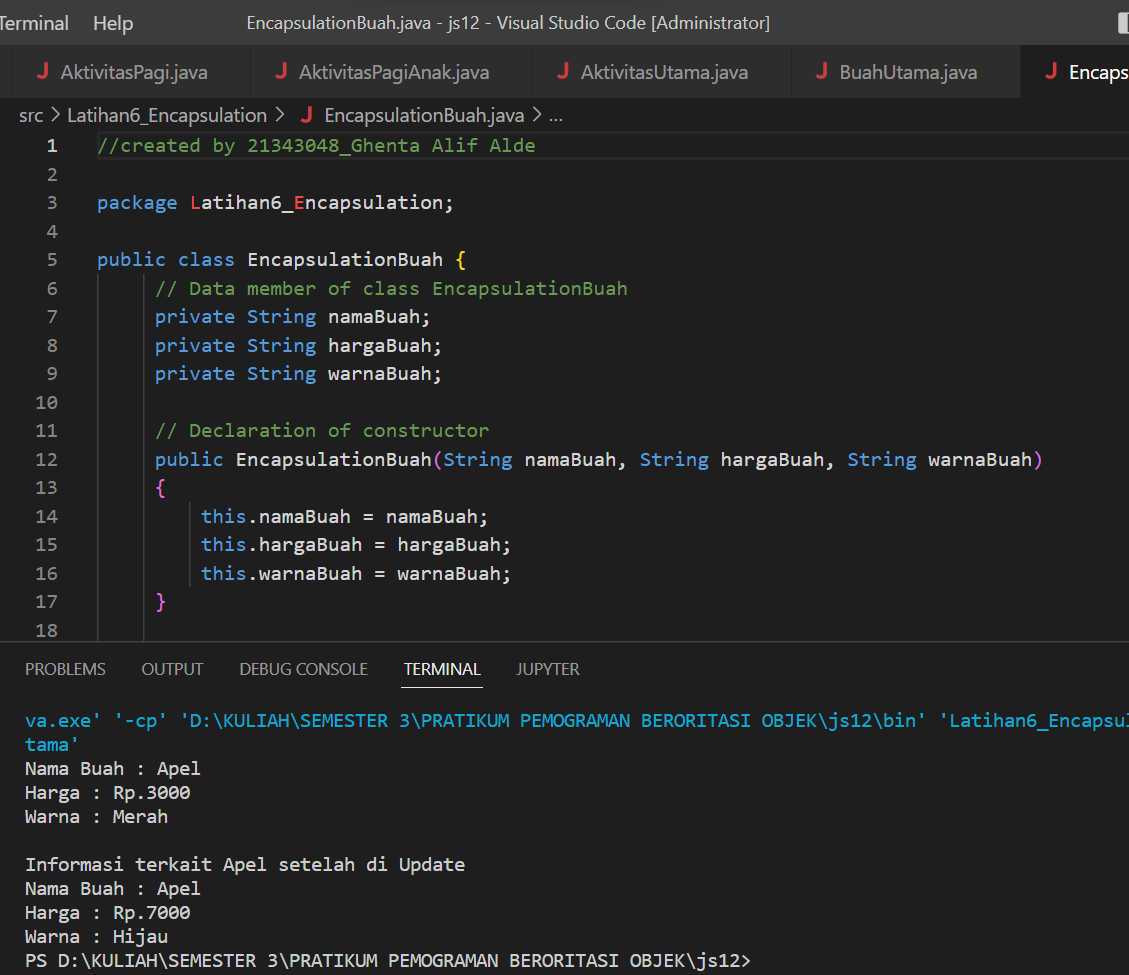 Terminal Help EncapsulationBuah.java - js12 - Visual Studio Code [Administrator]
J AktivitasPagi.java J AktivitasPagiAnak.java J AktivitasUtama.java J BuahUtama.java J Encaps
src > Latihan6_Encapsulation > J EncapsulationBuah.java > ...
1 //created by 21343048_Ghenta Alif Alde
2
3 package Latihan6_Encapsulation;
4
5 public class EncapsulationBuah {
6 // Data member of class EncapsulationBuah
7 private String namaBuah;
8 private String hargaBuah;
9 private String warnaBuah;
10
11 // Declaration of constructor
12 public EncapsulationBuah(String namaBuah, String hargaBuah, String warnaBuah)
13 {
14 this.namaBuah = namaBuah;
15 this.hargaBuah = hargaBuah;
16 this.warnaBuah = warnaBuah;
17 }
18
PROBLEMS OUTPUT DEBUG CONSOLE TERMINAL JUPYTER
va.exe' '-cp' 'D:\KULIAH\SEMESTER 3\PRATIKUM PEMOGRAMAN BERORITASI OBJEK\js12\bin' 'Latihan6_Encapsul
tama'
Nama Buah : Apel
Harga : Rp.3000
Warna : Merah
Informasi terkait Apel setelah di Update
Nama Buah : Apel
Harga : Rp.7000
Warna : Hijau
PS D:\KULIAH\SEMESTER 3\PRATIKUM PEMOGRAMAN BERORITASI OBJEK\js12>